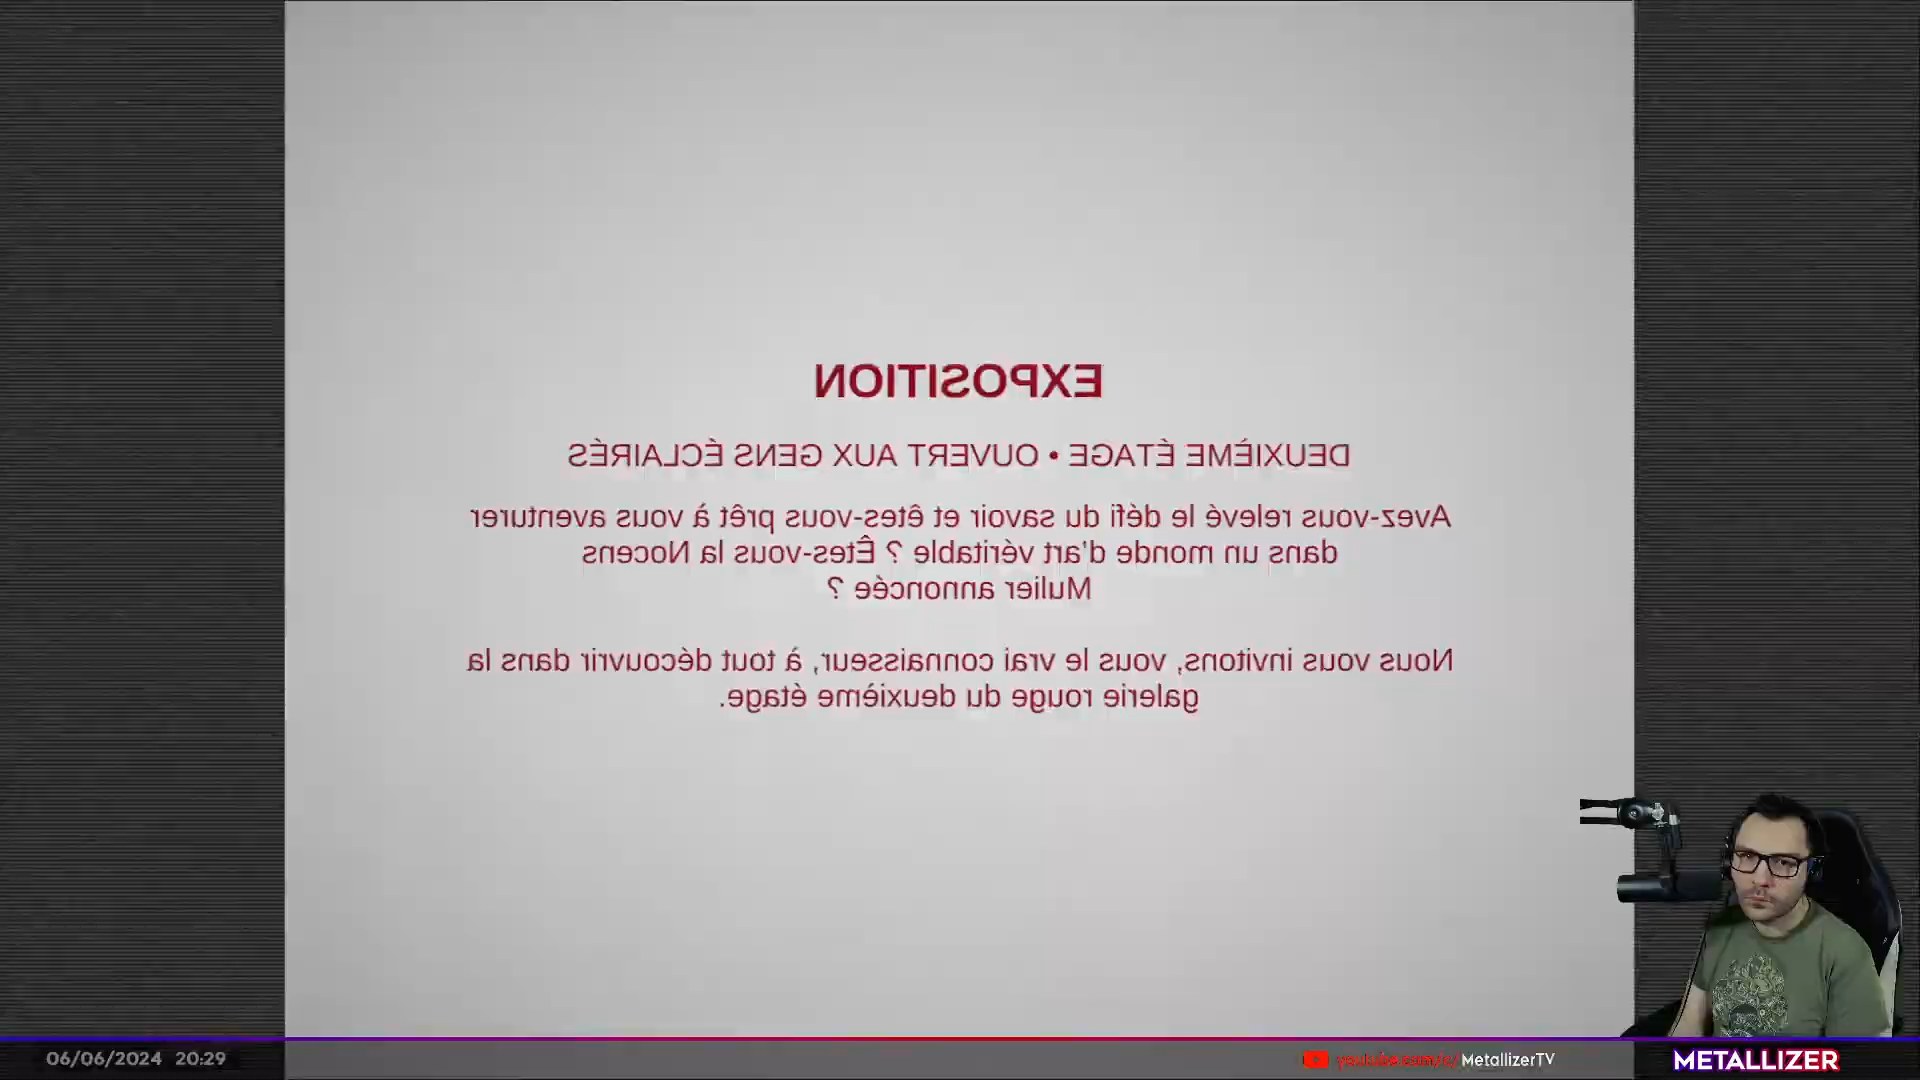 EXPOSITION
DEUXIÈME ÉTAGE • OUVERT AUX GENS ÉCLAIRÉS
Avez-vous relevé le défi du savoir et êtes-vous prêt à vous aventurer
dans un monde d'art véritable ? Êtes-vous la Nocens
Mulier annoncée ?
Nous vous invitons, vous le vrai connaisseur, à tout découvrir dans la
galerie rouge du deuxième étage.
06/06/2024 20:29
youtube.com/c/MetallizerTV
METALLIZER